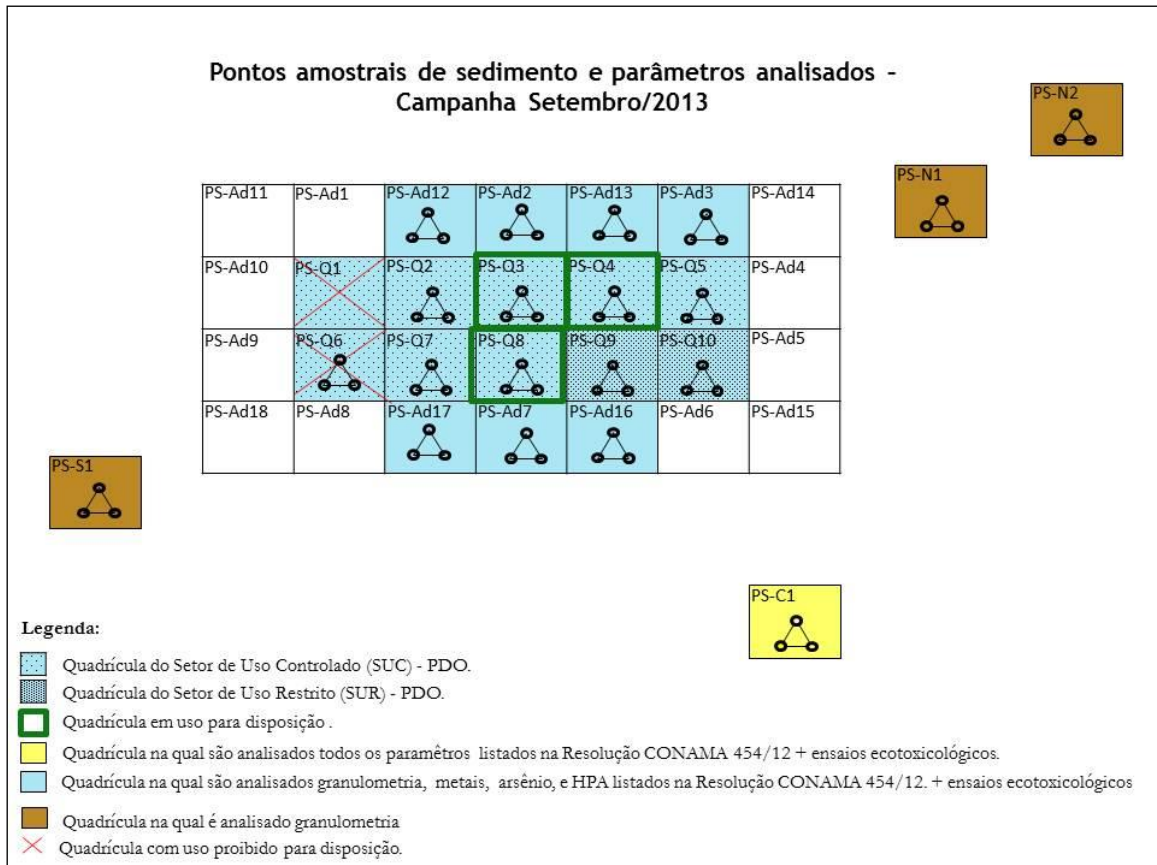 Pontos amostrais de sedimento e parâmetros analisados -
Campanha Setembro/2013
PS-N2
PS-N1
PS-Ad11 PS-Ad1 PS-Ad12 PS-Ad2 PS-Ad13 PS-Ad3 PS-Ad14
PS-Ad10 PS-Q1 PS-Q2 PS-Q3 PS-Q4 PS-Q5 PS-Ad4
PS-Ad9 PS-Q6 PS-Q7 PS-Q8 PS-Q9 PS-Q10 PS-Ad5
PS-Ad18 PS-Ad8 PS-Ad17 PS-Ad7 PS-Ad16 PS-Ad6 PS-Ad15
PS-S1
PS-C1
Legenda:
Quadrícula do Setor de Uso Controlado (SUC) - PDO.
Quadrícula do Setor de Uso Restrito (SUR) - PDO.
Quadrícula em uso para disposição .
Quadrícula na qual são analisados todos os paramêtros listados na Resolução CONAMA 454/12 + ensaios ecotoxicológicos.
Quadrícula na qual são analisados granulometria, metais, arsênio, e HPA listados na Resolução CONAMA 454/12. + ensaios ecotoxicológicos
Quadrícula na qual é analisado granulometria
Quadrícula com uso proibido para disposição.